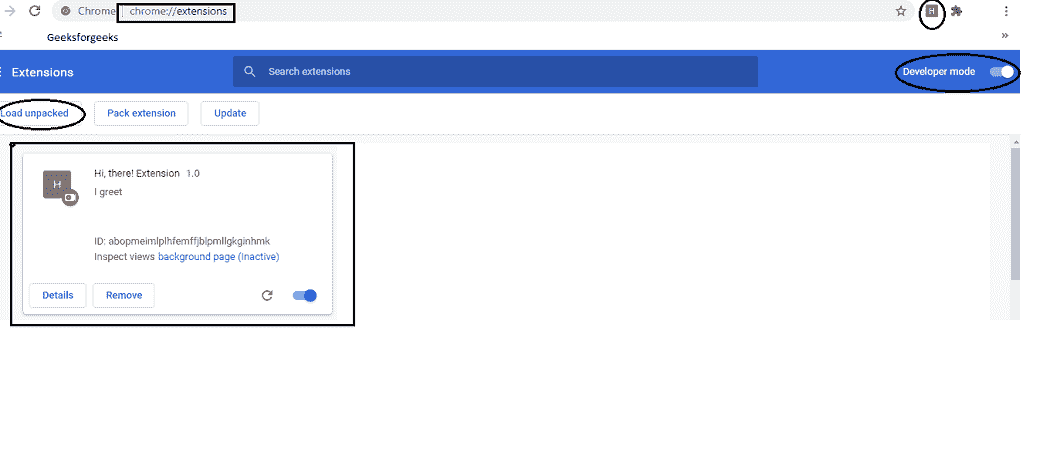 Chrome | chrome://extensions H
Geeksforgeeks »
Extensions Search extensions Developer mode
Load unpacked Pack extension Update
H
Hi, there! Extension 1.0
I greet
ID: abopmeimlplhfemffjblpmllgkginhmk
Inspect views background page (Inactive)
Details Remove